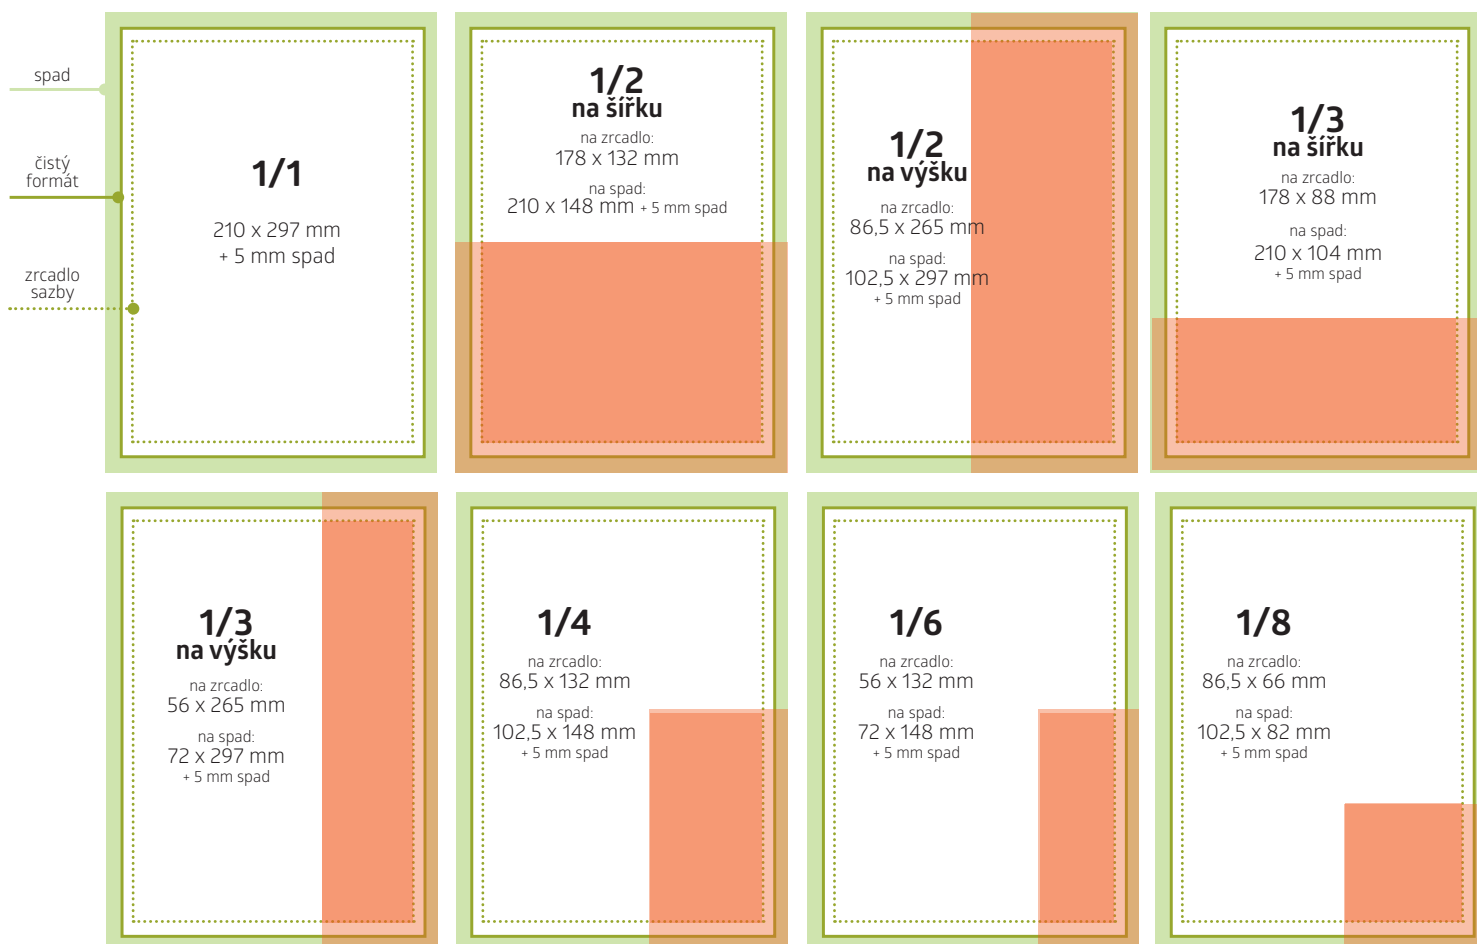 spad
čistý
formát
zrcadlo
sazby
1/1
210 x 297 mm
+ 5 mm spad
1/2
na šířku
na zrcadlo:
178 x 132 mm
na spad:
210 x 148 mm + 5 mm spad
1/2
na výšku
na zrcadlo:
86,5 x 265 mm
na spad:
102,5 x 297 mm
+ 5 mm spad
1/3
na šířku
na zrcadlo:
178 x 88 mm
na spad:
210 x 104 mm
+ 5 mm spad
1/3
na výšku
na zrcadlo:
56 x 265 mm
na spad:
72 x 297 mm
+ 5 mm spad
1/4
na zrcadlo:
86,5 x 132 mm
na spad:
102,5 x 148 mm
+ 5 mm spad
1/6
na zrcadlo:
56 x 132 mm
na spad:
72 x 148 mm
+ 5 mm spad
1/8
na zrcadlo:
86,5 x 66 mm
na spad:
102,5 x 82 mm
+ 5 mm spad